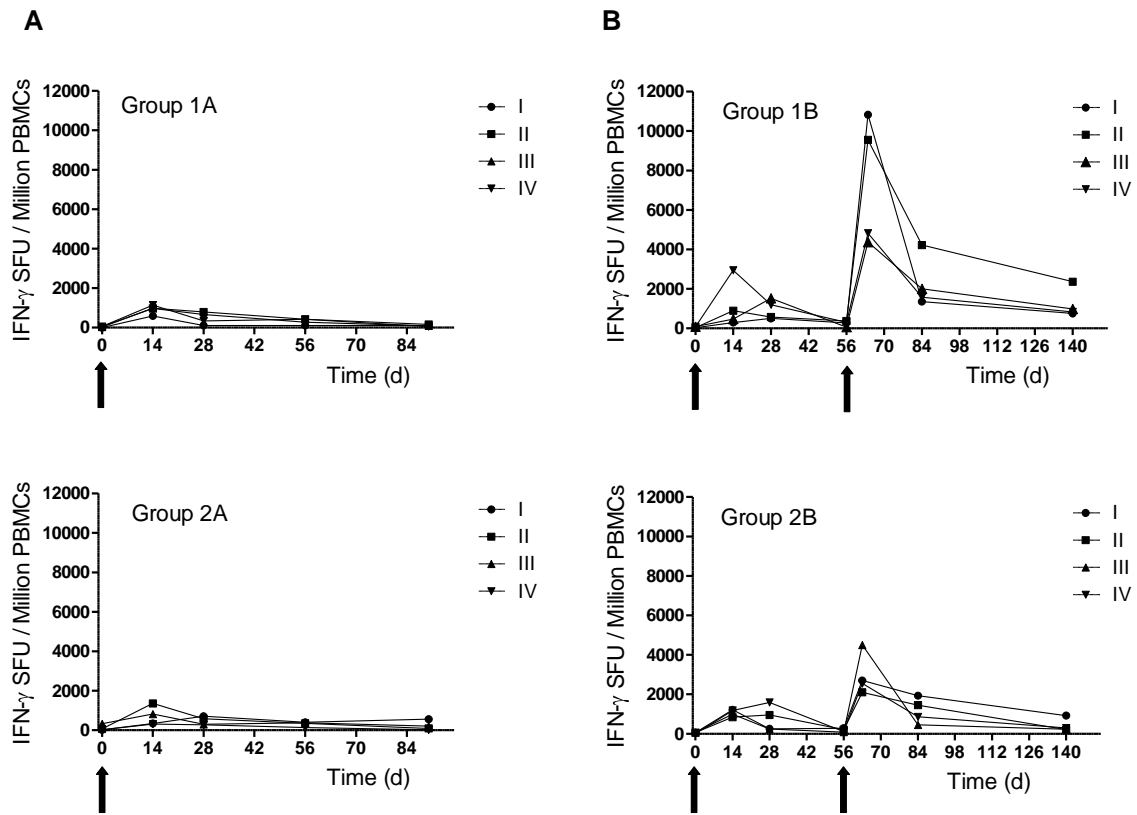 A
IFN-γ SFU / Million PBMCs
12000
10000
8000
6000
4000
2000
0
Group 1A
I
II
III
IV
0 14 28 42 56 70 84
Time (d)
B
IFN-γ SFU / Million PBMCs
12000
10000
8000
6000
4000
2000
0
Group 1B
I
II
III
IV
0 14 28 42 56 70 84 98 112 126 140
Time (d)
IFN-γ SFU / Million PBMCs
12000
10000
8000
6000
4000
2000
0
Group 2A
I
II
III
IV
0 14 28 42 56 70 84
Time (d)
IFN-γ SFU / Million PBMCs
12000
10000
8000
6000
4000
2000
0
Group 2B
I
II
III
IV
0 14 28 42 56 70 84 98 112 126 140
Time (d)